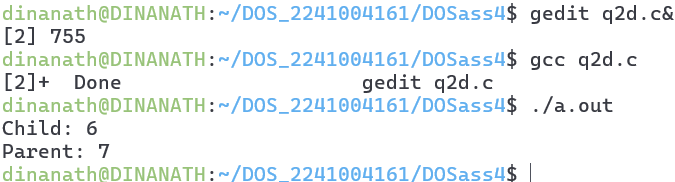 dinanath@DINANATH:~/DOS_2241004161/DOSass4$ gedit q2d.c&
[2] 755
dinanath@DINANATH:~/DOS_2241004161/DOSass4$ gcc q2d.c
[2]+  Done                    gedit q2d.c
dinanath@DINANATH:~/DOS_2241004161/DOSass4$ ./a.out
Child: 6
Parent: 7
dinanath@DINANATH:~/DOS_2241004161/DOSass4$